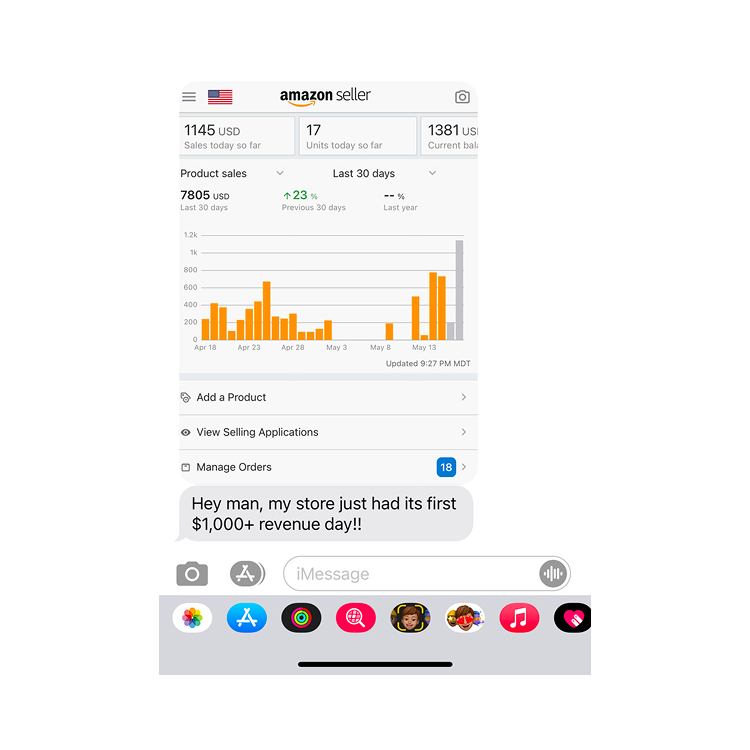 amazon seller
1145 USD
Sales today so far
17
Units today so far
1381 US
Current bal
Product sales
Last 30 days
7805 USD
Last 30 days
23 %
Previous 30 days
-- %
Last year
1.2k
1k
800
600
400
200
0
Apr 18 Apr 23 Apr 28 May 3 May 8 May 13
Updated 9:27 PM MDT
Add a Product
View Selling Applications
Manage Orders 18
Hey man, my store just had its first
$1,000+ revenue day!!
iMessage